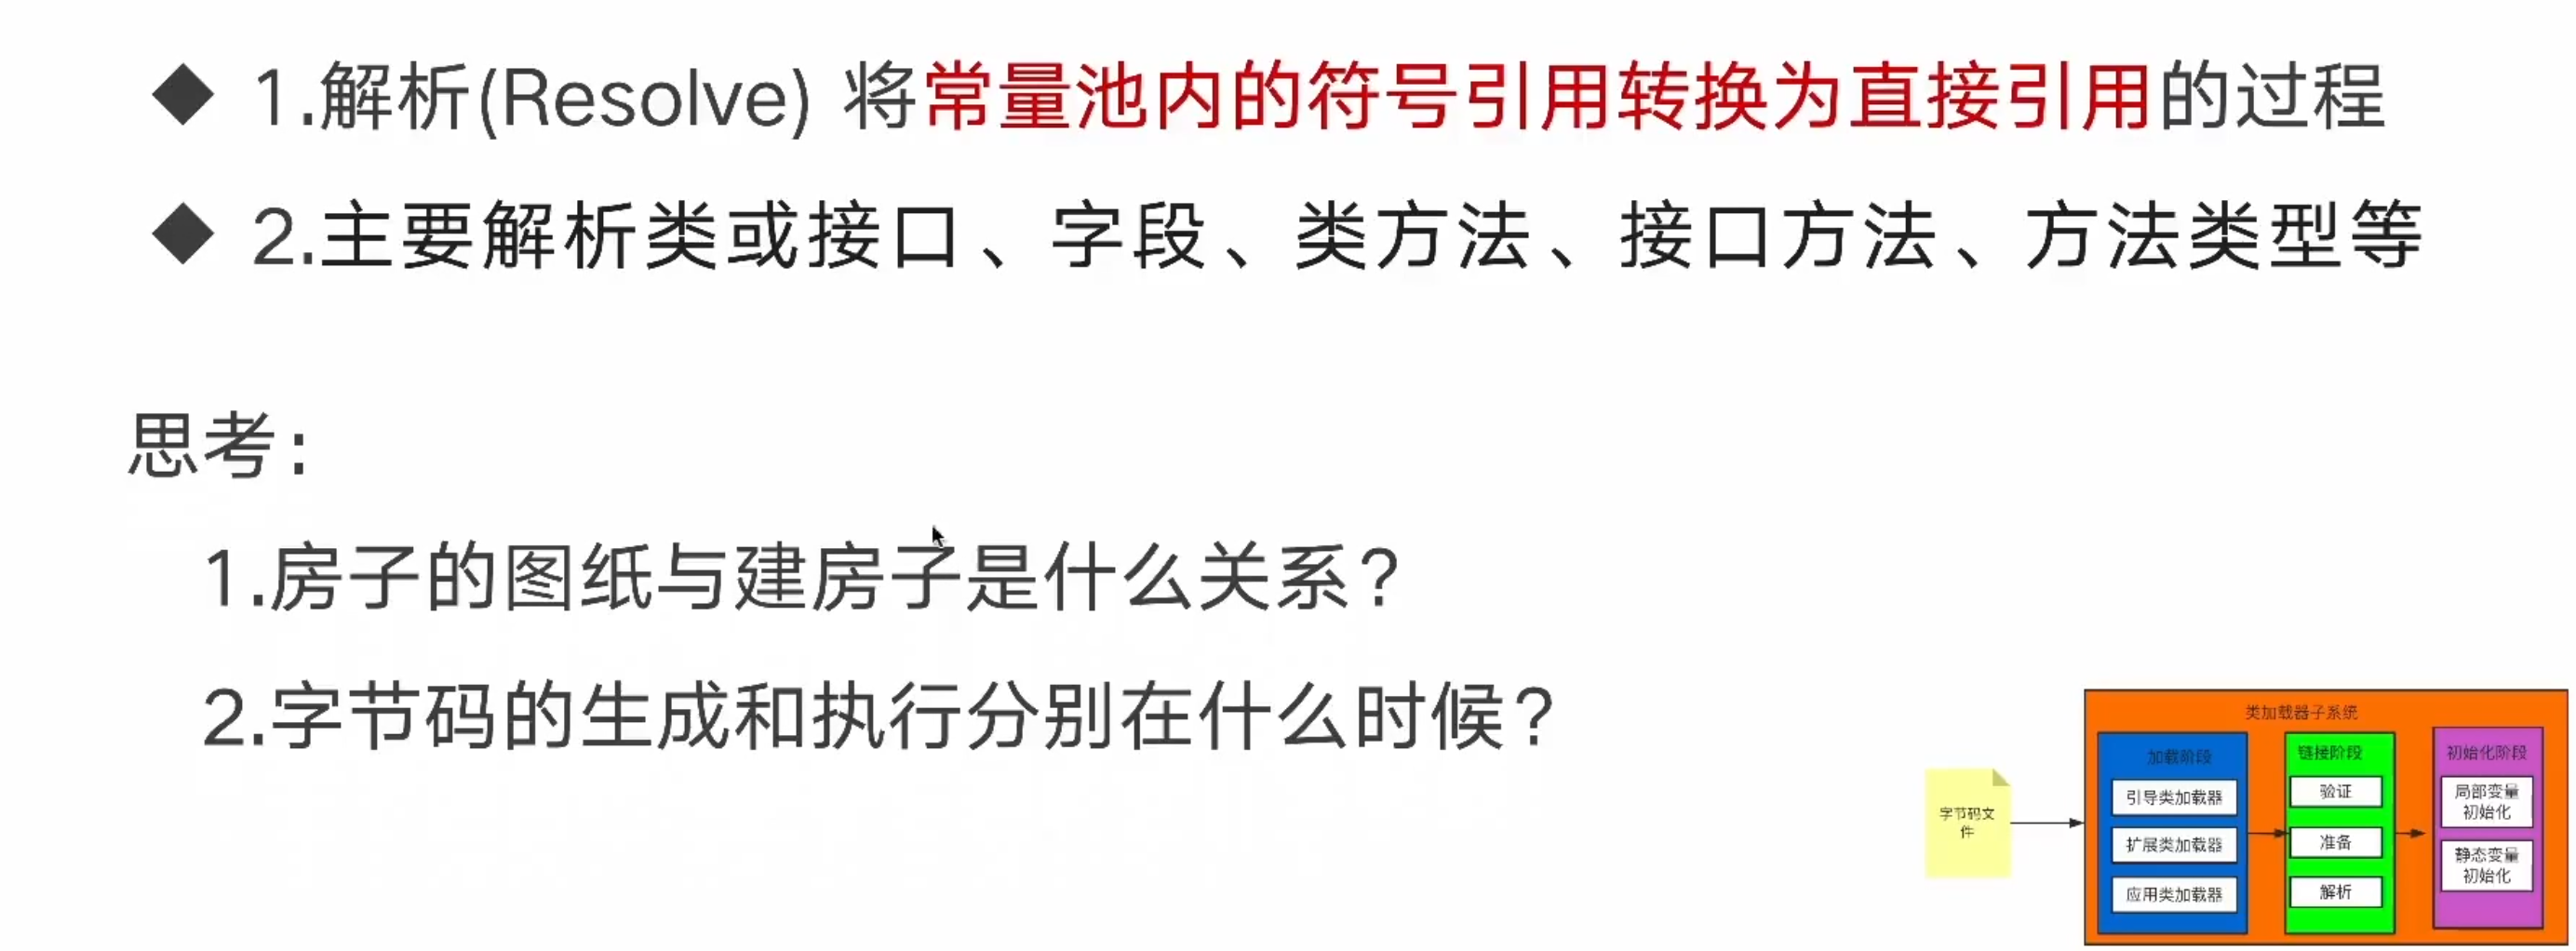 ◆ 1.解析(Resolve) 将常量池内的符号引用转换为直接引用的过程
◆ 2.主要解析类或接口、字段、类方法、接口方法、方法类型等
思考:
1.房子的图纸与建房子是什么关系?
2.字节码的生成和执行分别在什么时候?
字节码文
件
类加载器子系统
加载阶段
引导类加载器
扩展类加载器
应用类加载器
链接阶段
验证
准备
解析
初始化阶段
局部变量
初始化
静态变量
初始化